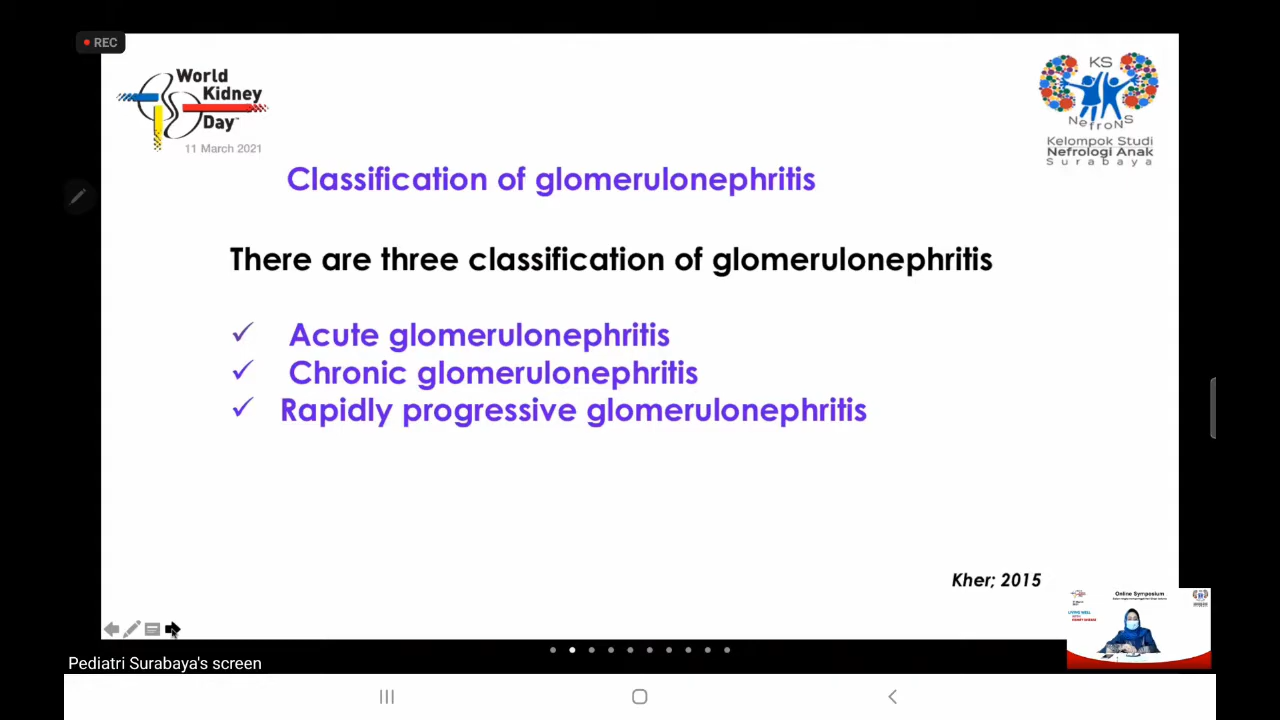 REC
World
Kidney
Day
11 March 2021
KS
NefroNS
Kelompok Studi
Nefrologi Anak
Surabaya
Classification of glomerulonephritis
There are three classification of glomerulonephritis
✓ Acute glomerulonephritis
✓ Chronic glomerulonephritis
✓ Rapidly progressive glomerulonephritis
Kher; 2015
Online Symposium
Pediatri Surabaya's screen